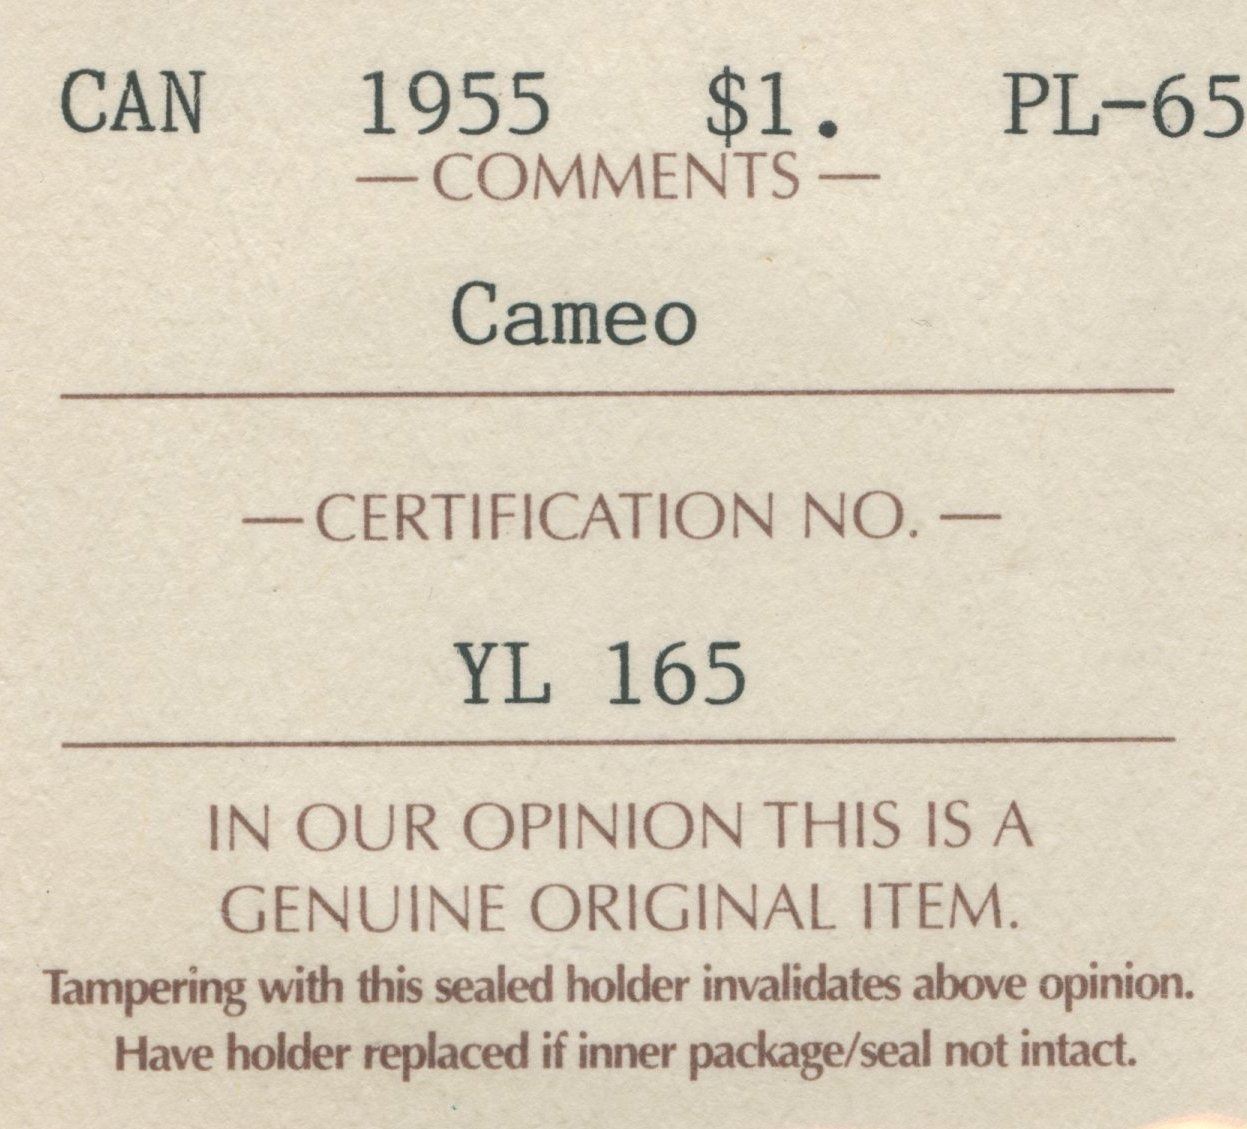 CAN 1955 $1. PL-65
— COMMENTS —
Cameo
— CERTIFICATION NO. —
YL 165
IN OUR OPINION THIS IS A
GENUINE ORIGINAL ITEM.
Tampering with this sealed holder invalidates above opinion.
Have holder replaced if inner package/seal not intact.